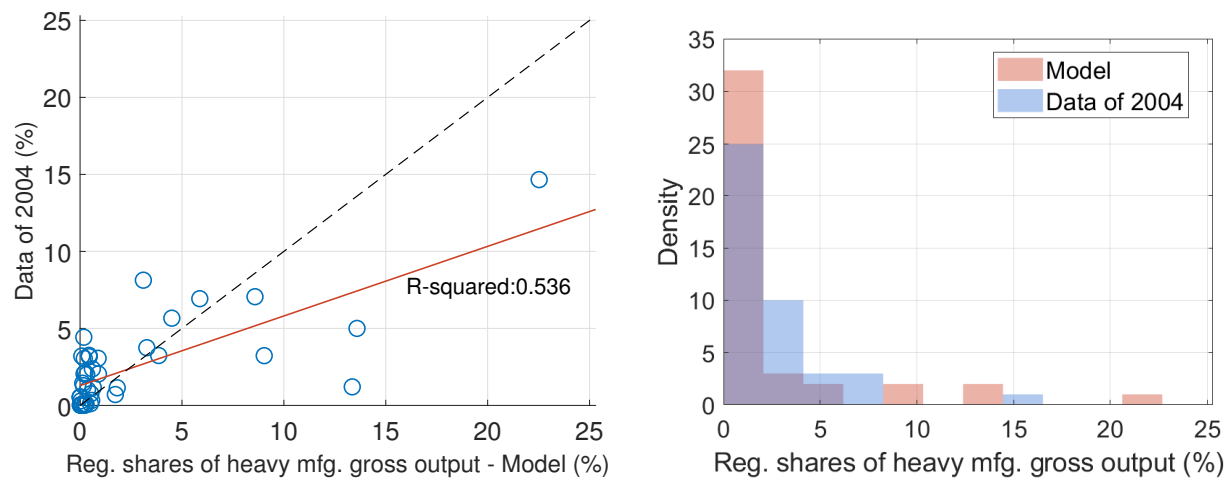 25
20
15
10
5
0
Data of 2004 (%)
R-squared:0.536
0 5 10 15 20 25
Reg. shares of heavy mfg. gross output - Model (%)
35
30
25
20
15
10
5
0
Density
Model
Data of 2004
0 5 10 15 20 25
Reg. shares of heavy mfg. gross output (%)